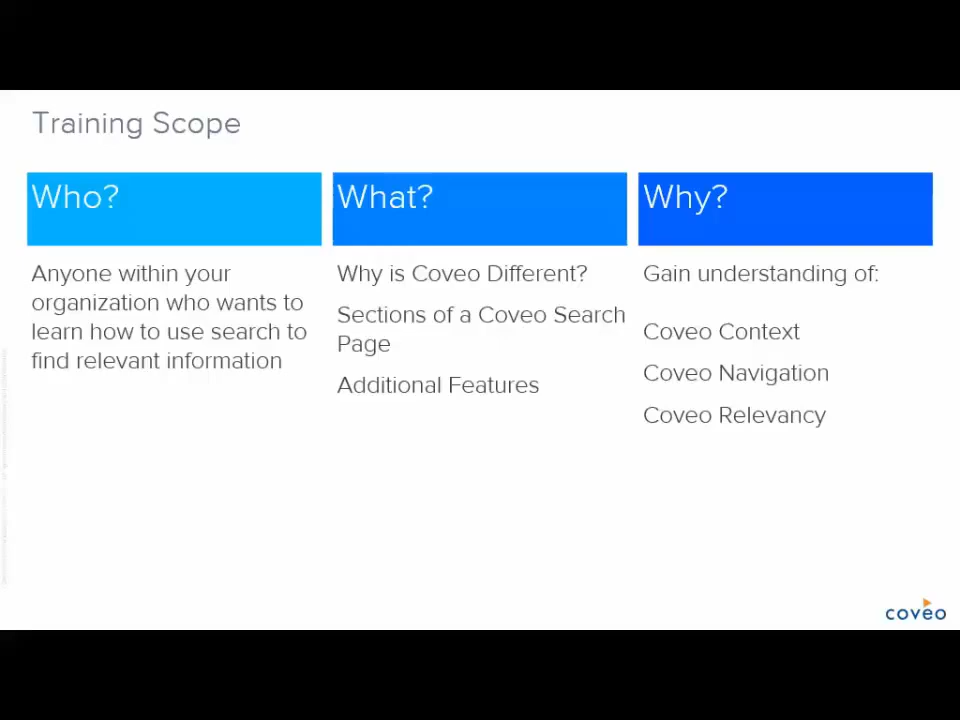 Training Scope
Who?
Anyone within your
organization who wants to
learn how to use search to
find relevant information
What?
Why is Coveo Different?
Sections of a Coveo Search
Page
Additional Features
Why?
Gain understanding of:
Coveo Context
Coveo Navigation
Coveo Relevancy
coveo